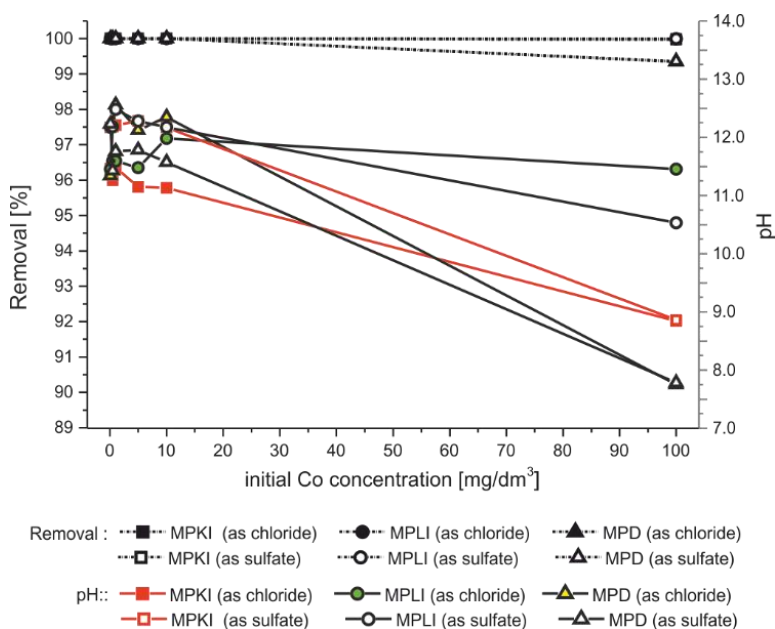 100
99
98
97
96
95
94
93
92
91
90
89
Removal [%]
14.0
13.0
12.0
11.0
10.0
9.0
8.0
7.0
pH
0 10 20 30 40 50 60 70 80 90 100
initial Co concentration [mg/dm³]
Removal : MPKI (as chloride) MPLI (as chloride) MPD (as chloride)
MPKI (as sulfate) MPLI (as sulfate) MPD (as sulfate)
pH:: MPKI (as chloride) MPLI (as chloride) MPD (as chloride)
MPKI (as sulfate) MPLI (as sulfate) MPD (as sulfate)